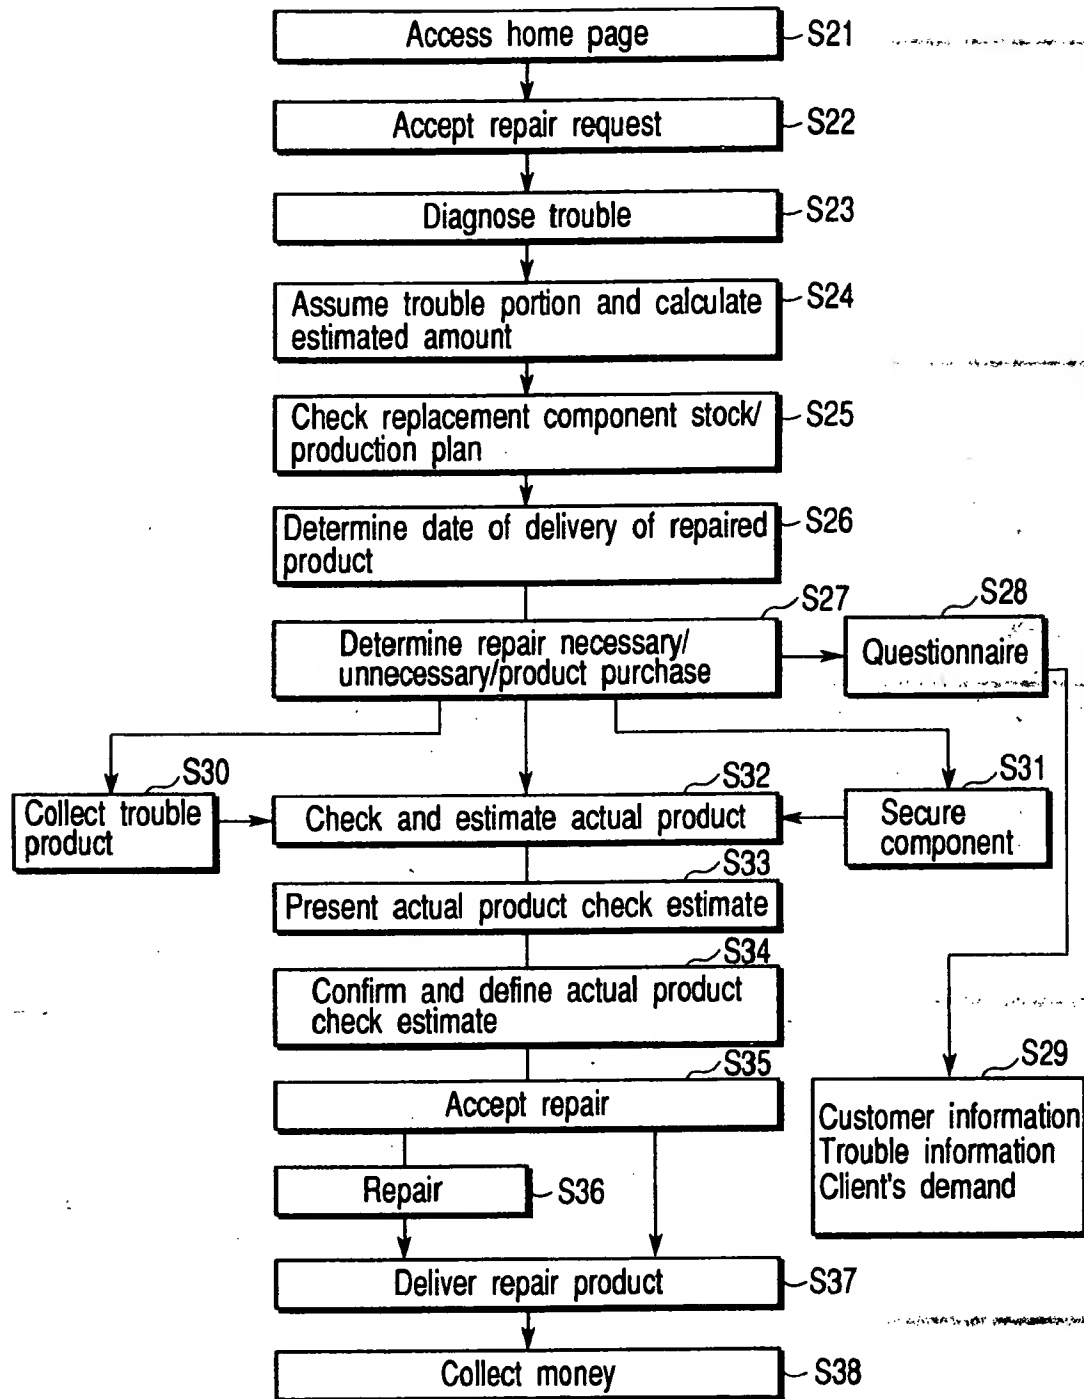 Access home page
S21
Accept repair request
S22
Diagnose trouble
S23
Assume trouble portion and calculate
estimated amount
S24
Check replacement component stock/
production plan
S25
Determine date of delivery of repaired
product
S26
Determine repair necessary/
unnecessary/product purchase
S27
Questionnaire
S28
Collect trouble
product
S30
Check and estimate actual product
S32
Secure
component
S31
Present actual product check estimate
S33
Confirm and define actual product
check estimate
S34
Accept repair
S35
Customer information
Trouble information
Client's demand
S29
Repair
S36
Deliver repair product
S37
Collect money
S38